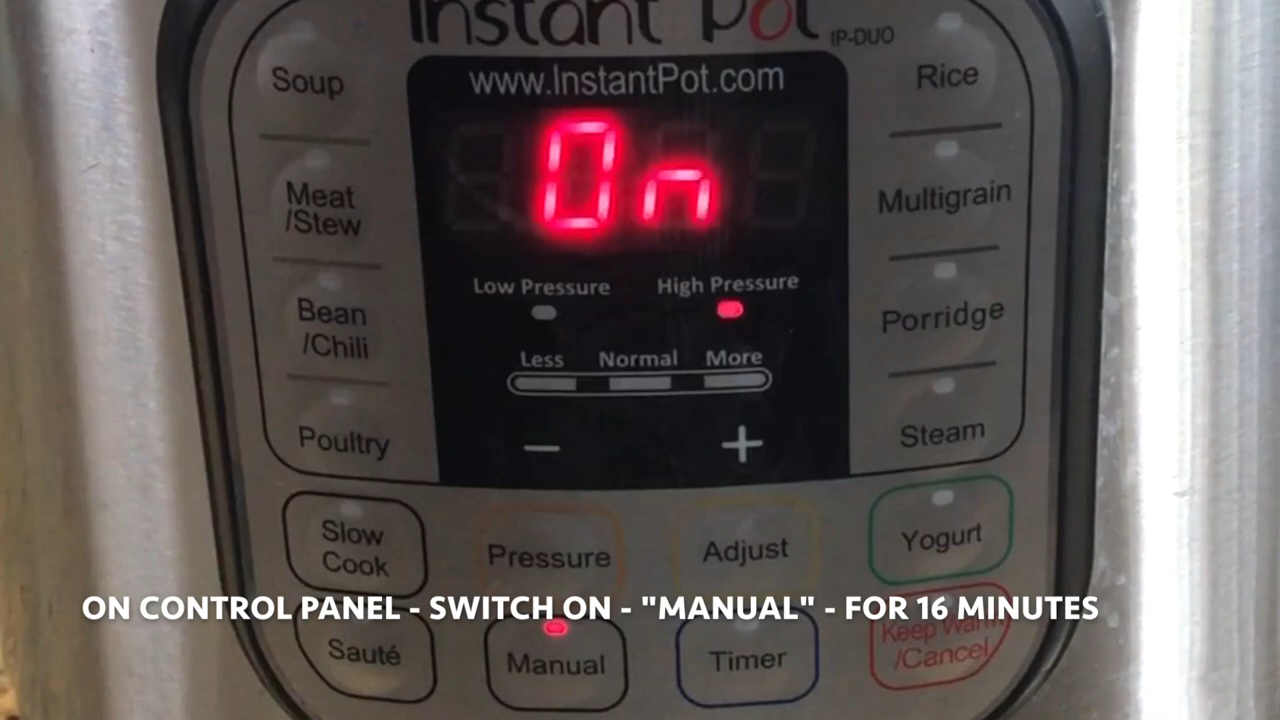 Instant Pot
IP-DUO
www.InstantPot.com
Soup
Meat
/Stew
Bean
/Chili
Poultry
On
Low Pressure High Pressure
Less Normal More
− +
Rice
Multigrain
Porridge
Steam
Slow
Cook
Pressure
Adjust
Yogurt
ON CONTROL PANEL - SWITCH ON - "MANUAL" - FOR 16 MINUTES
Sauté
Manual
Timer
Keep Warm
/Cancel